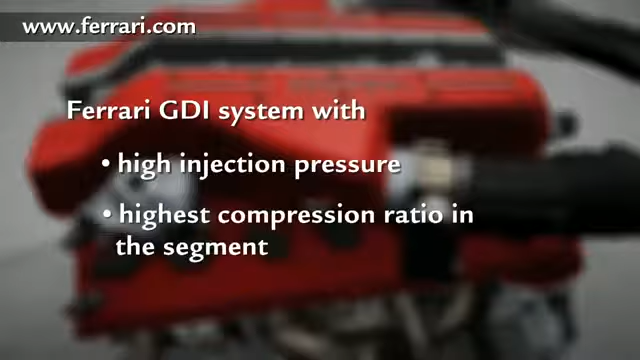 www.ferrari.com
Ferrari GDI system with
• high injection pressure
• highest compression ratio in
the segment